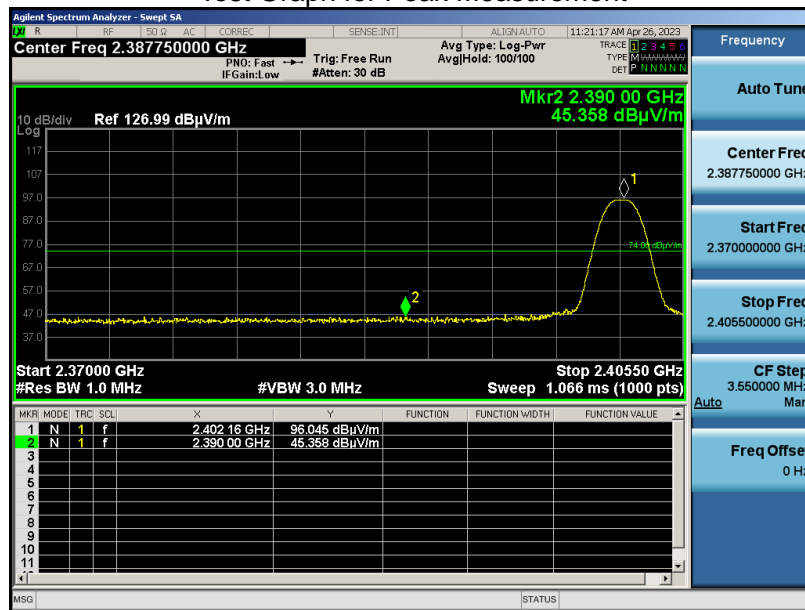 Test Graph for Peak Measurement
Agilent Spectrum Analyzer - Swept SA
LXI R RF 50 Ω AC CORREC SENSE:INT ALIGN AUTO 11:21:17 AM Apr 26, 2023
Center Freq 2.387750000 GHz
PNO: Fast
IFGain:Low
Trig: Free Run
#Atten: 30 dB
Avg Type: Log-Pwr
Avg|Hold: 100/100
TRACE 1 2 3 4 5 6
TYPE M
DET P N N N N N
Mkr2 2.390 00 GHz
45.358 dBµV/m
10 dB/div Ref 126.99 dBµV/m
Log
117
107
97.0
87.0
77.0
67.0
57.0
47.0
37.0
1
74.00 dBµV/m
2
Start 2.37000 GHz Stop 2.40550 GHz
#Res BW 1.0 MHz #VBW 3.0 MHz Sweep 1.066 ms (1000 pts)
MKR MODE TRC SCL X Y FUNCTION FUNCTION WIDTH FUNCTION VALUE
1 N 1 f 2.402 16 GHz 96.045 dBµV/m
2 N 1 f 2.390 00 GHz 45.358 dBµV/m
3
4
5
6
7
8
9
10
11
MSG STATUS
Frequency
Auto Tune
Center Freq
2.387750000 GHz
Start Freq
2.370000000 GHz
Stop Freq
2.405500000 GHz
CF Step
3.550000 MHz
Auto Man
Freq Offset
0 Hz